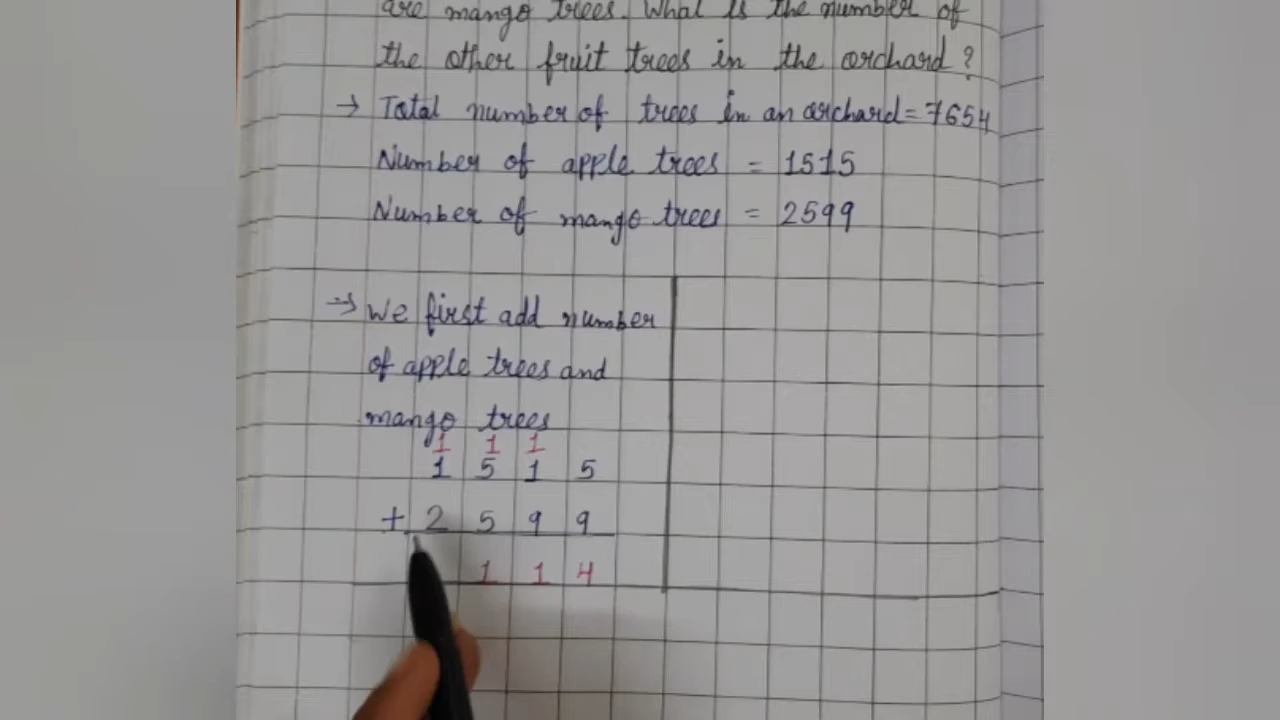 are mango trees. What is the number of
the other fruit trees in the orchard?
→ Total number of trees in an orchard = 7654
Number of apple trees = 1515
Number of mango trees = 2599
⇒ We first add number
of apple trees and
mango trees
1 1 1
1 5 1 5
+ 2 5 9 9
1 1 4